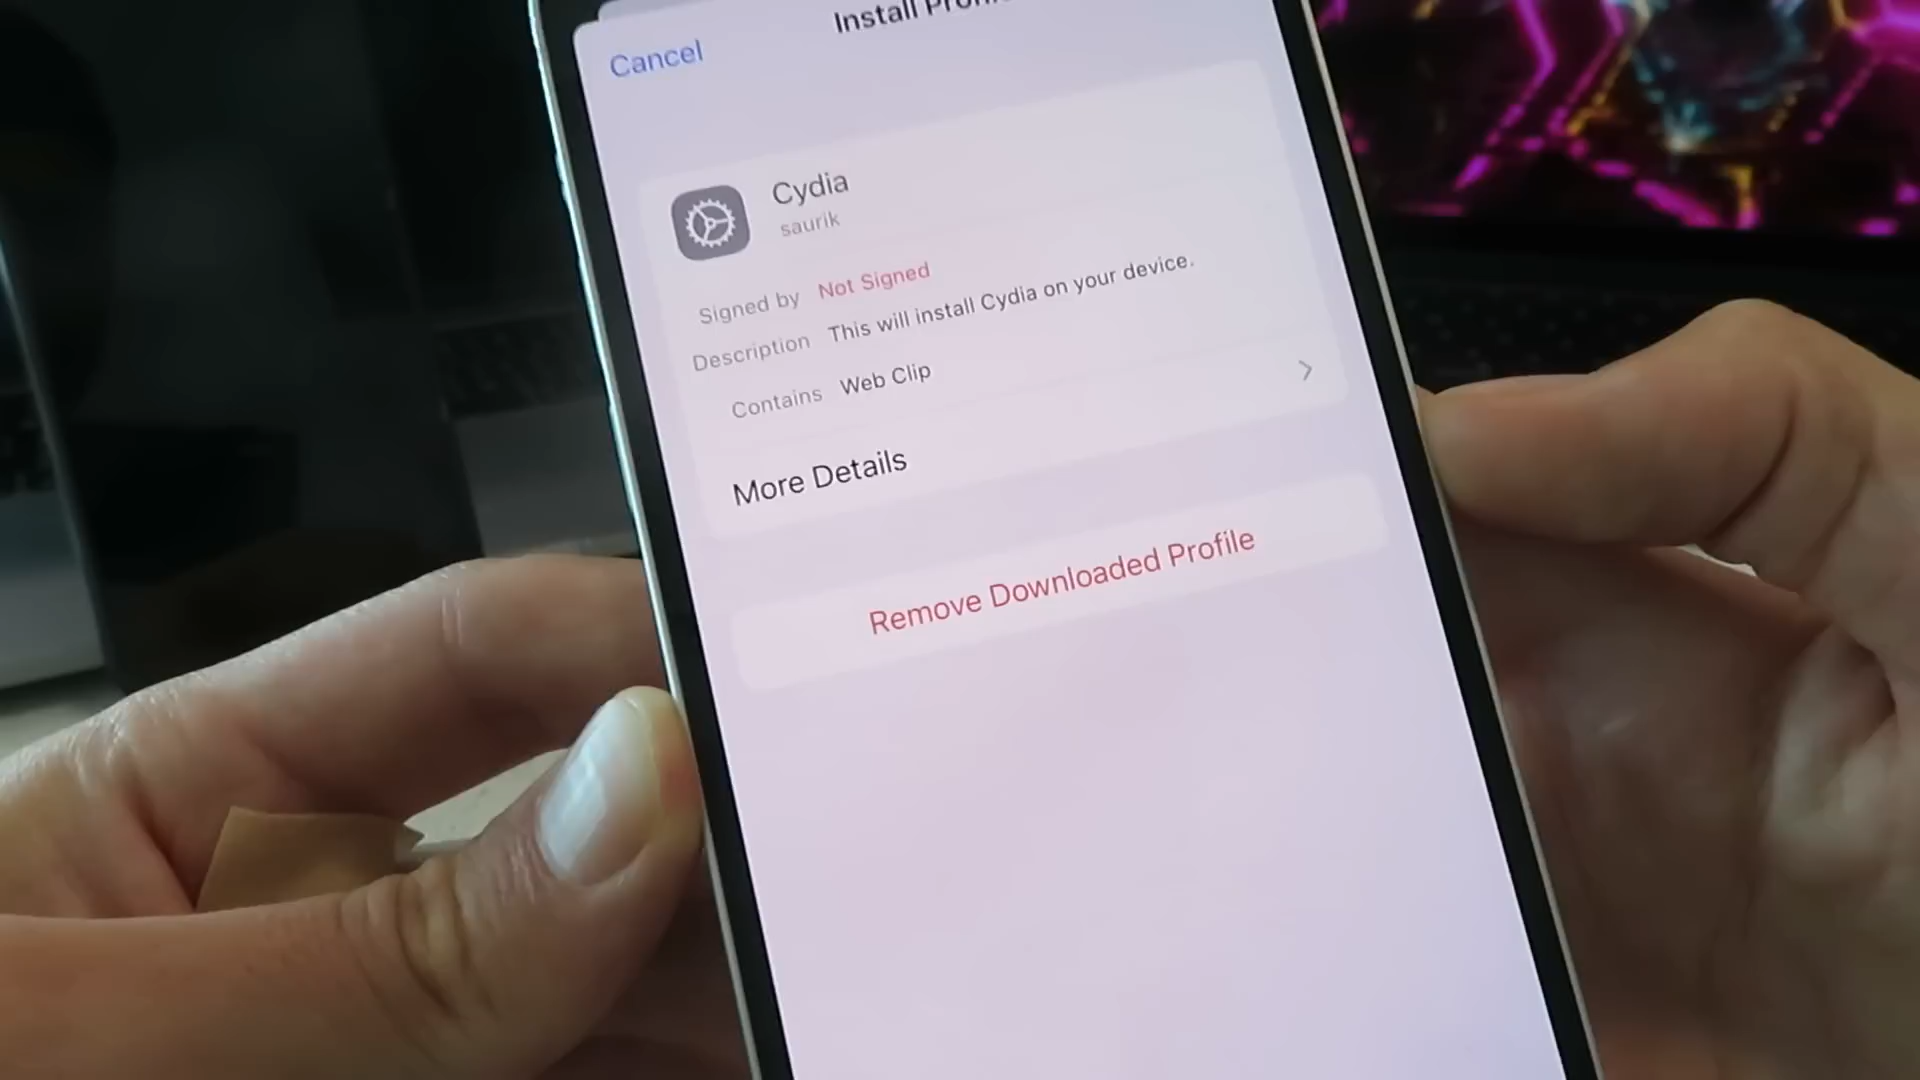 Cancel
Install
Cydia
saurik
Signed by Not Signed
Description This will install Cydia on your device.
Contains Web Clip
More Details
Remove Downloaded Profile